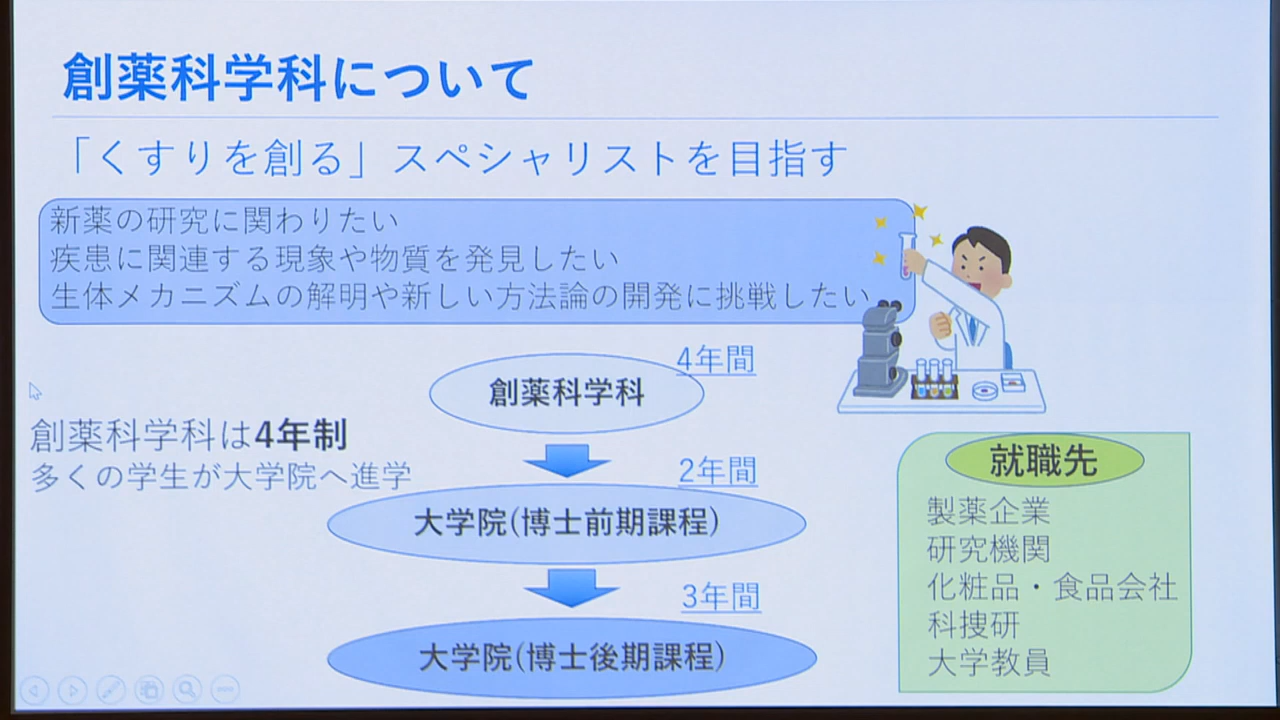 創薬科学科について
「くすりを創る」スペシャリストを目指す
新薬の研究に関わりたい
疾患に関連する現象や物質を発見したい
生体メカニズムの解明や新しい方法論の開発に挑戦したい
4年間
創薬科学科
創薬科学科は4年制
多くの学生が大学院へ進学
2年間
大学院(博士前期課程)
3年間
大学院(博士後期課程)
就職先
製薬企業
研究機関
化粧品・食品会社
科捜研
大学教員